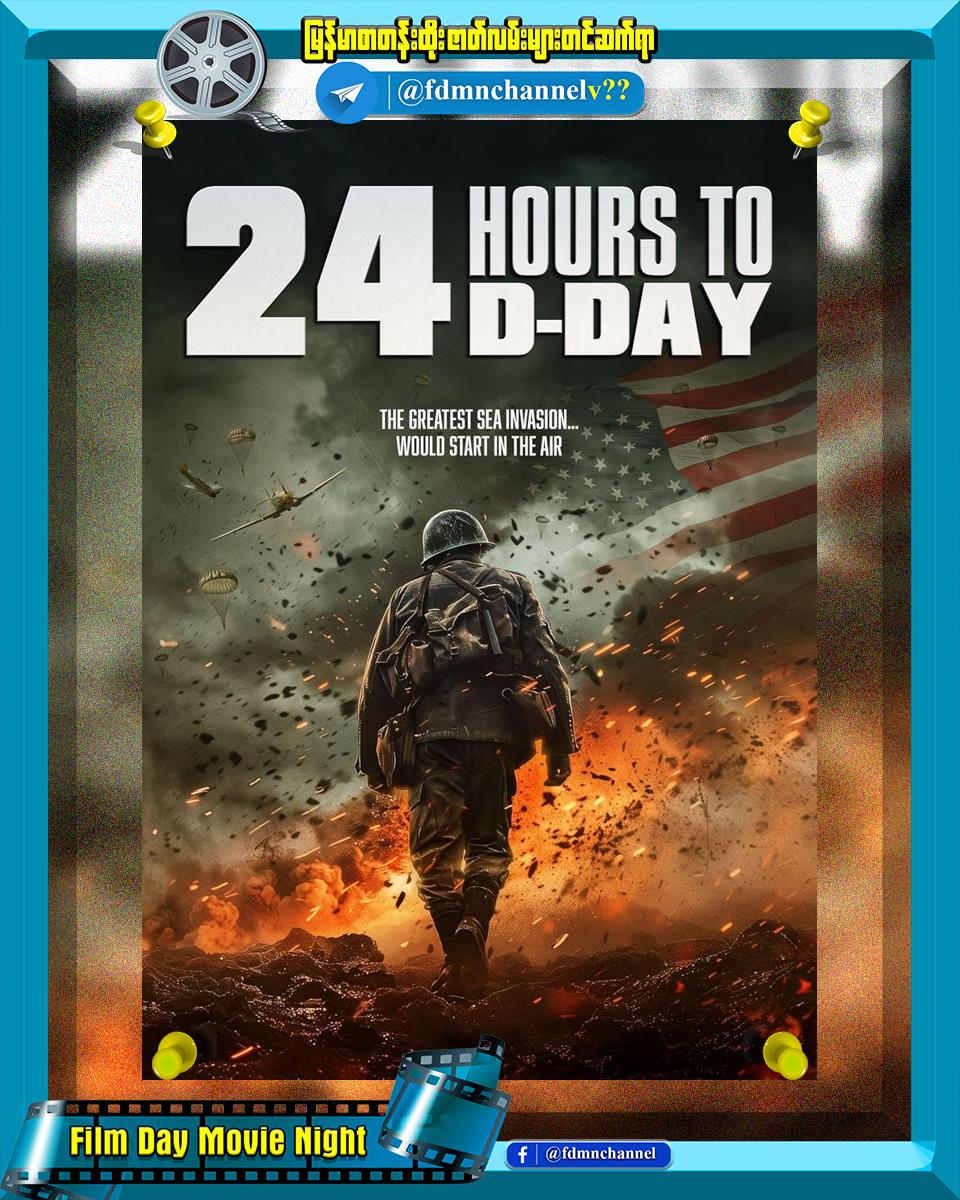 မြန်မာစာတန်းထိုးဇာတ်လမ်းများတင်ဆက်ရာ
@fdmnchannelv??
24 HOURS TO
D-DAY
THE GREATEST SEA INVASION...
WOULD START IN THE AIR
Film Day Movie Night
f @fdmnchannel